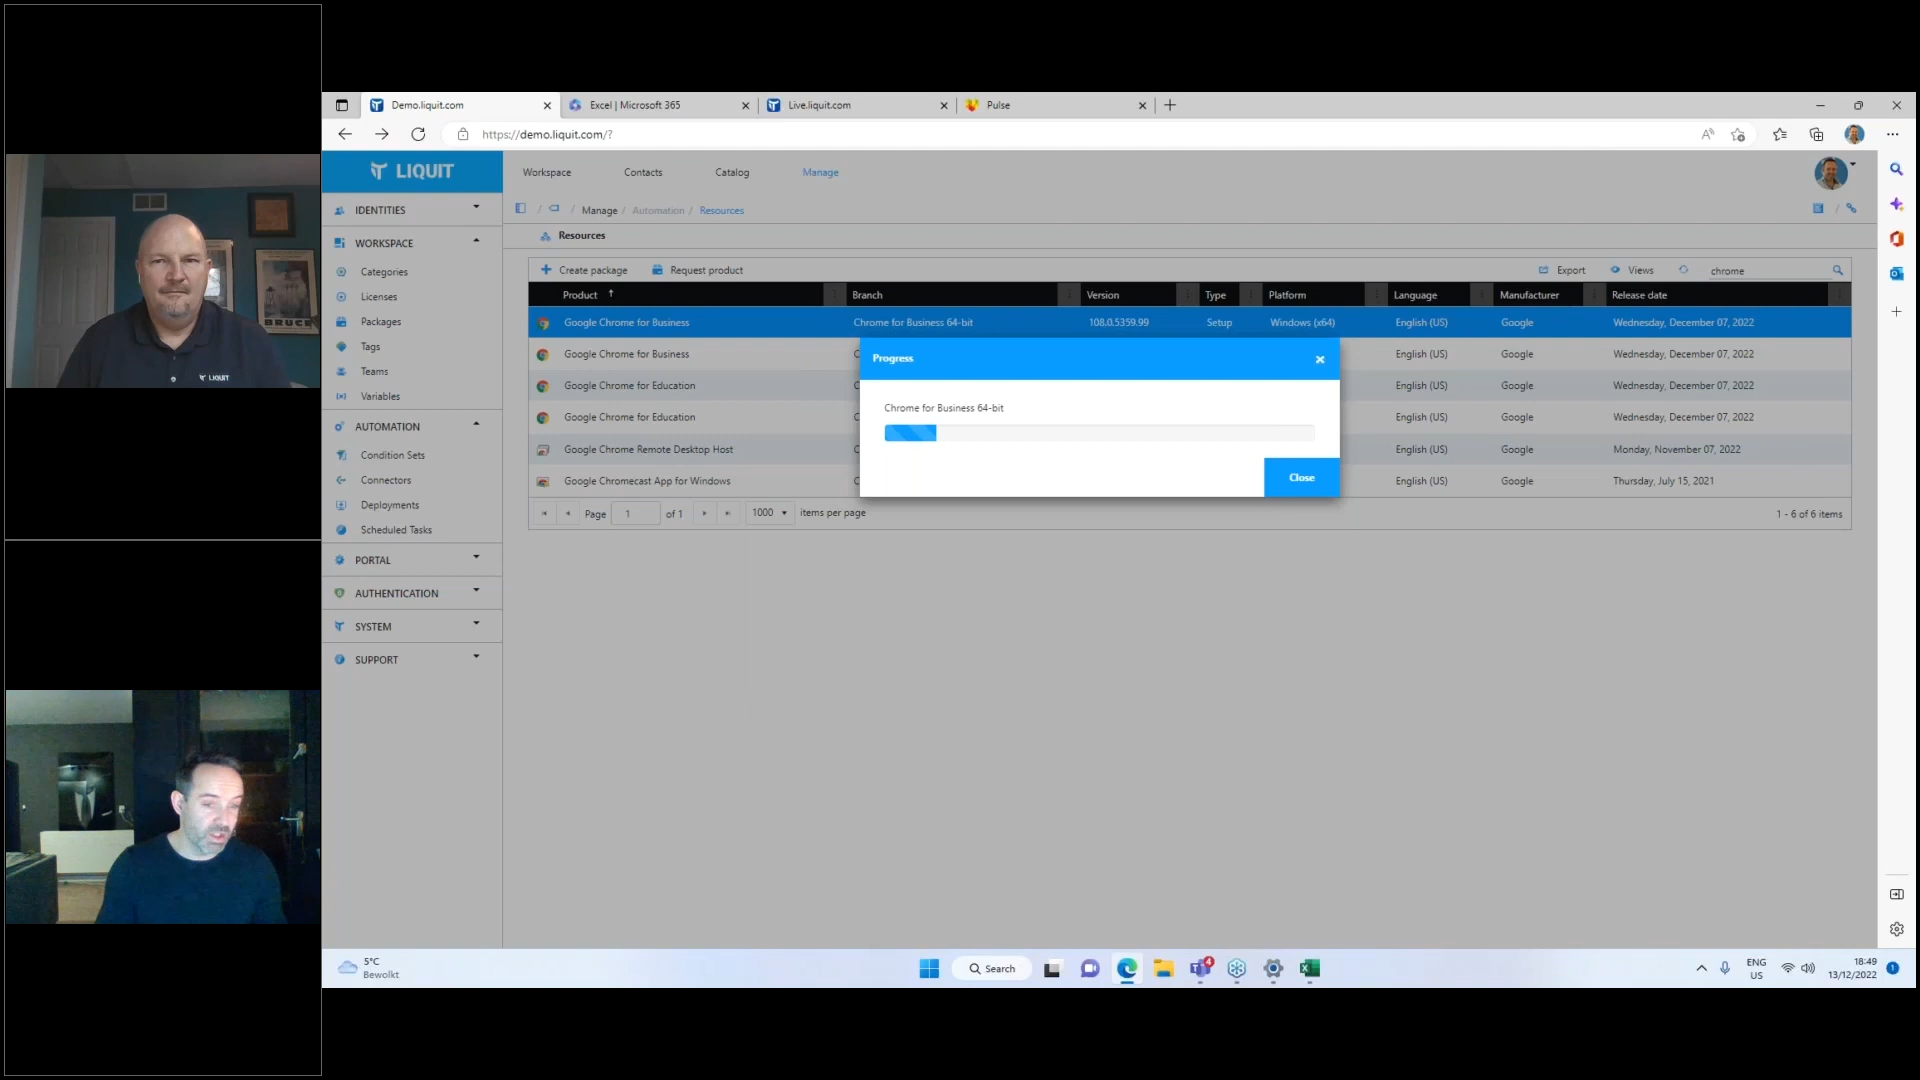 Demo.liquit.com
Excel | Microsoft 365
Live.liquit.com
Pulse
https://demo.liquit.com/?
LIQUIT
Workspace
Contacts
Catalog
Manage
IDENTITIES
WORKSPACE
Categories
Licenses
Packages
Tags
Teams
Variables
AUTOMATION
Condition Sets
Connectors
Deployments
Scheduled Tasks
PORTAL
AUTHENTICATION
SYSTEM
SUPPORT
/ / Manage / Automation / Resources
Resources
Create package
Request product
Export
Views
chrome
Product Branch Version Type Platform Language Manufacturer Release date
Google Chrome for Business Chrome for Business 64-bit 108.0.5359.99 Setup Windows (x64) English (US) Google Wednesday, December 07, 2022
Google Chrome for Business C English (US) Google Wednesday, December 07, 2022
Google Chrome for Education C English (US) Google Wednesday, December 07, 2022
Google Chrome for Education C English (US) Google Wednesday, December 07, 2022
Google Chrome Remote Desktop Host C English (US) Google Monday, November 07, 2022
Google Chromecast App for Windows C English (US) Google Thursday, July 15, 2021
Page 1 of 1 1000 items per page
1 - 6 of 6 items
Progress
Chrome for Business 64-bit
Close
BRUCE
LIQUIT
5°C
Bewolkt
Search
4
ENG
US
18:49
13/12/2022
1